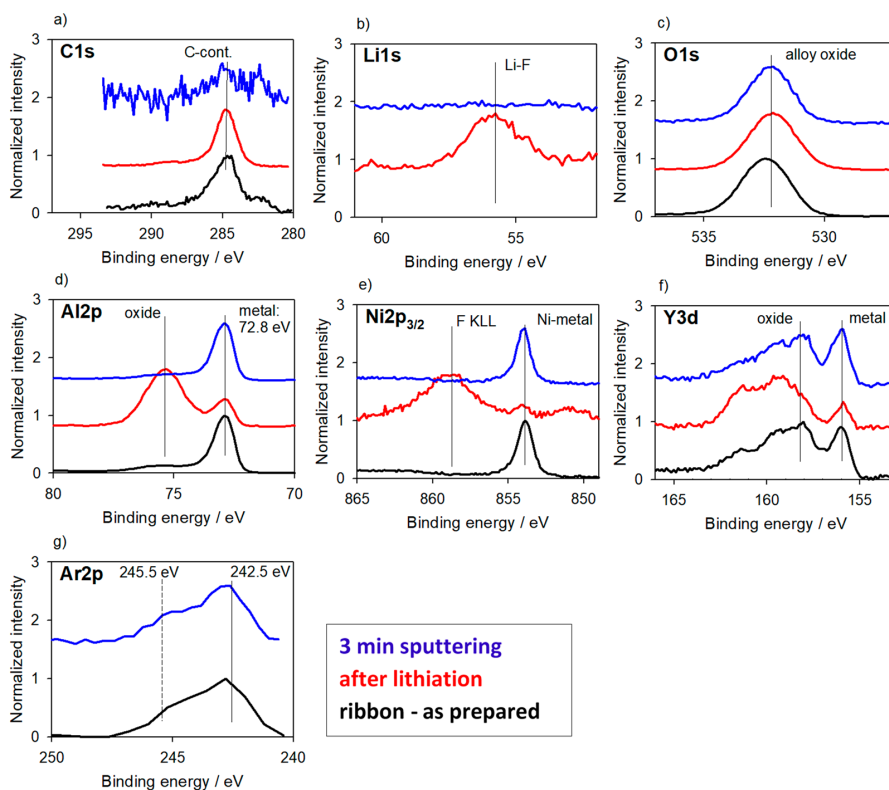 a)
C1s
C-cont.
Normalized intensity
3
2
1
0
295 290 285 280
Binding energy / eV
b)
Li1s
Li-F
Normalized intensity
3
2
1
0
60 55
Binding energy / eV
c)
O1s
alloy oxide
Normalized intensity
3
2
1
0
535 530
Binding energy / eV
d)
Al2p
oxide
metal:
72.8 eV
Normalized intensity
3
2
1
0
80 75 70
Binding energy / eV
e)
Ni2p3/2
F KLL
Ni-metal
Normalized intensity
3
2
1
0
865 860 855 850
Binding energy / eV
f)
Y3d
oxide
metal
Normalized intensity
3
2
1
0
165 160 155
Binding energy / eV
g)
Ar2p
245.5 eV
242.5 eV
Normalized intensity
3
2
1
0
250 245 240
Binding energy / eV
3 min sputtering
after lithiation
ribbon - as prepared